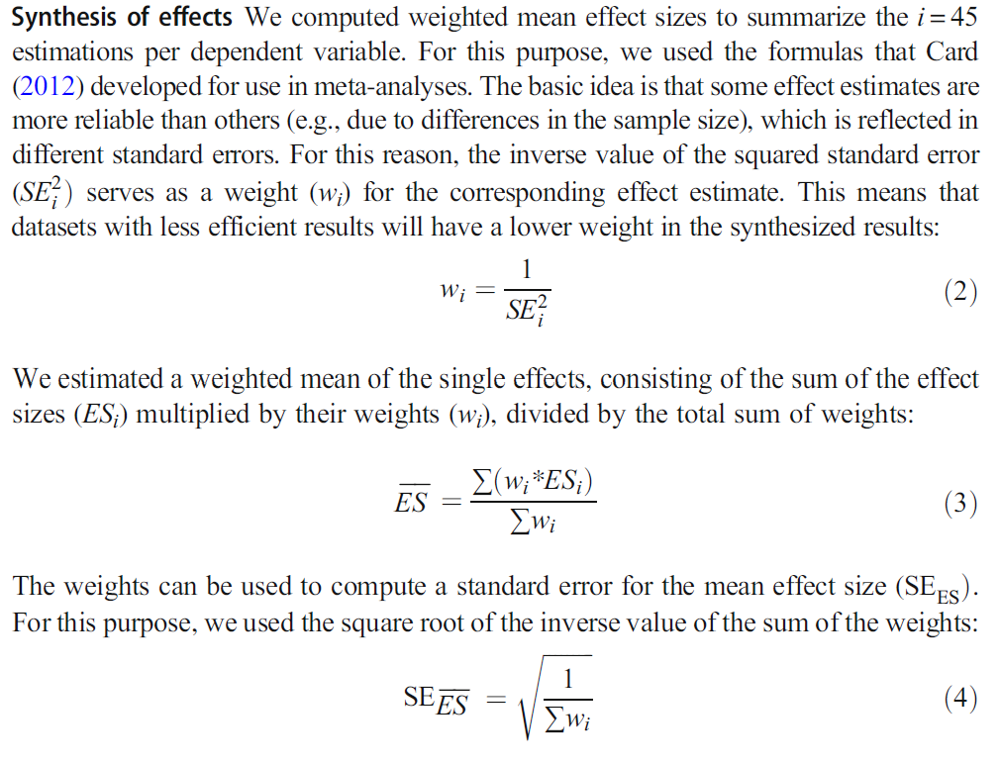 Synthesis of effects We computed weighted mean effect sizes to summarize the i = 45
estimations per dependent variable. For this purpose, we used the formulas that Card
(2012) developed for use in meta-analyses. The basic idea is that some effect estimates are
more reliable than others (e.g., due to differences in the sample size), which is reflected in
different standard errors. For this reason, the inverse value of the squared standard error
(SE_i^2) serves as a weight (w_i) for the corresponding effect estimate. This means that
datasets with less efficient results will have a lower weight in the synthesized results:
w_i = \frac{1}{SE_i^2} (2)
We estimated a weighted mean of the single effects, consisting of the sum of the effect
sizes (ES_i) multiplied by their weights (w_i), divided by the total sum of weights:
\overline{ES} = \frac{\sum(w_i*ES_i)}{\sum w_i} (3)
The weights can be used to compute a standard error for the mean effect size (SE_{ES}).
For this purpose, we used the square root of the inverse value of the sum of the weights:
SE_{\overline{ES}} = \sqrt{\frac{1}{\sum w_i}} (4)